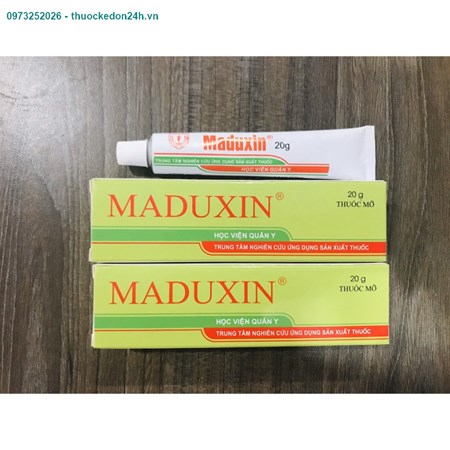 0973252026 - thuockedon24h.vn
Maduxin® 20g
TRUNG TÂM NGHIÊN CỨU ỨNG DỤNG SẢN XUẤT THUỐC
HỌC VIỆN QUÂN Y
MADUXIN®
20 g
THUỐC MỠ
HỌC VIỆN QUÂN Y
TRUNG TÂM NGHIÊN CỨU ỨNG DỤNG SẢN XUẤT THUỐC
MADUXIN®
20 g
THUỐC MỠ
HỌC VIỆN QUÂN Y
TRUNG TÂM NGHIÊN CỨU ỨNG DỤNG SẢN XUẤT THUỐC